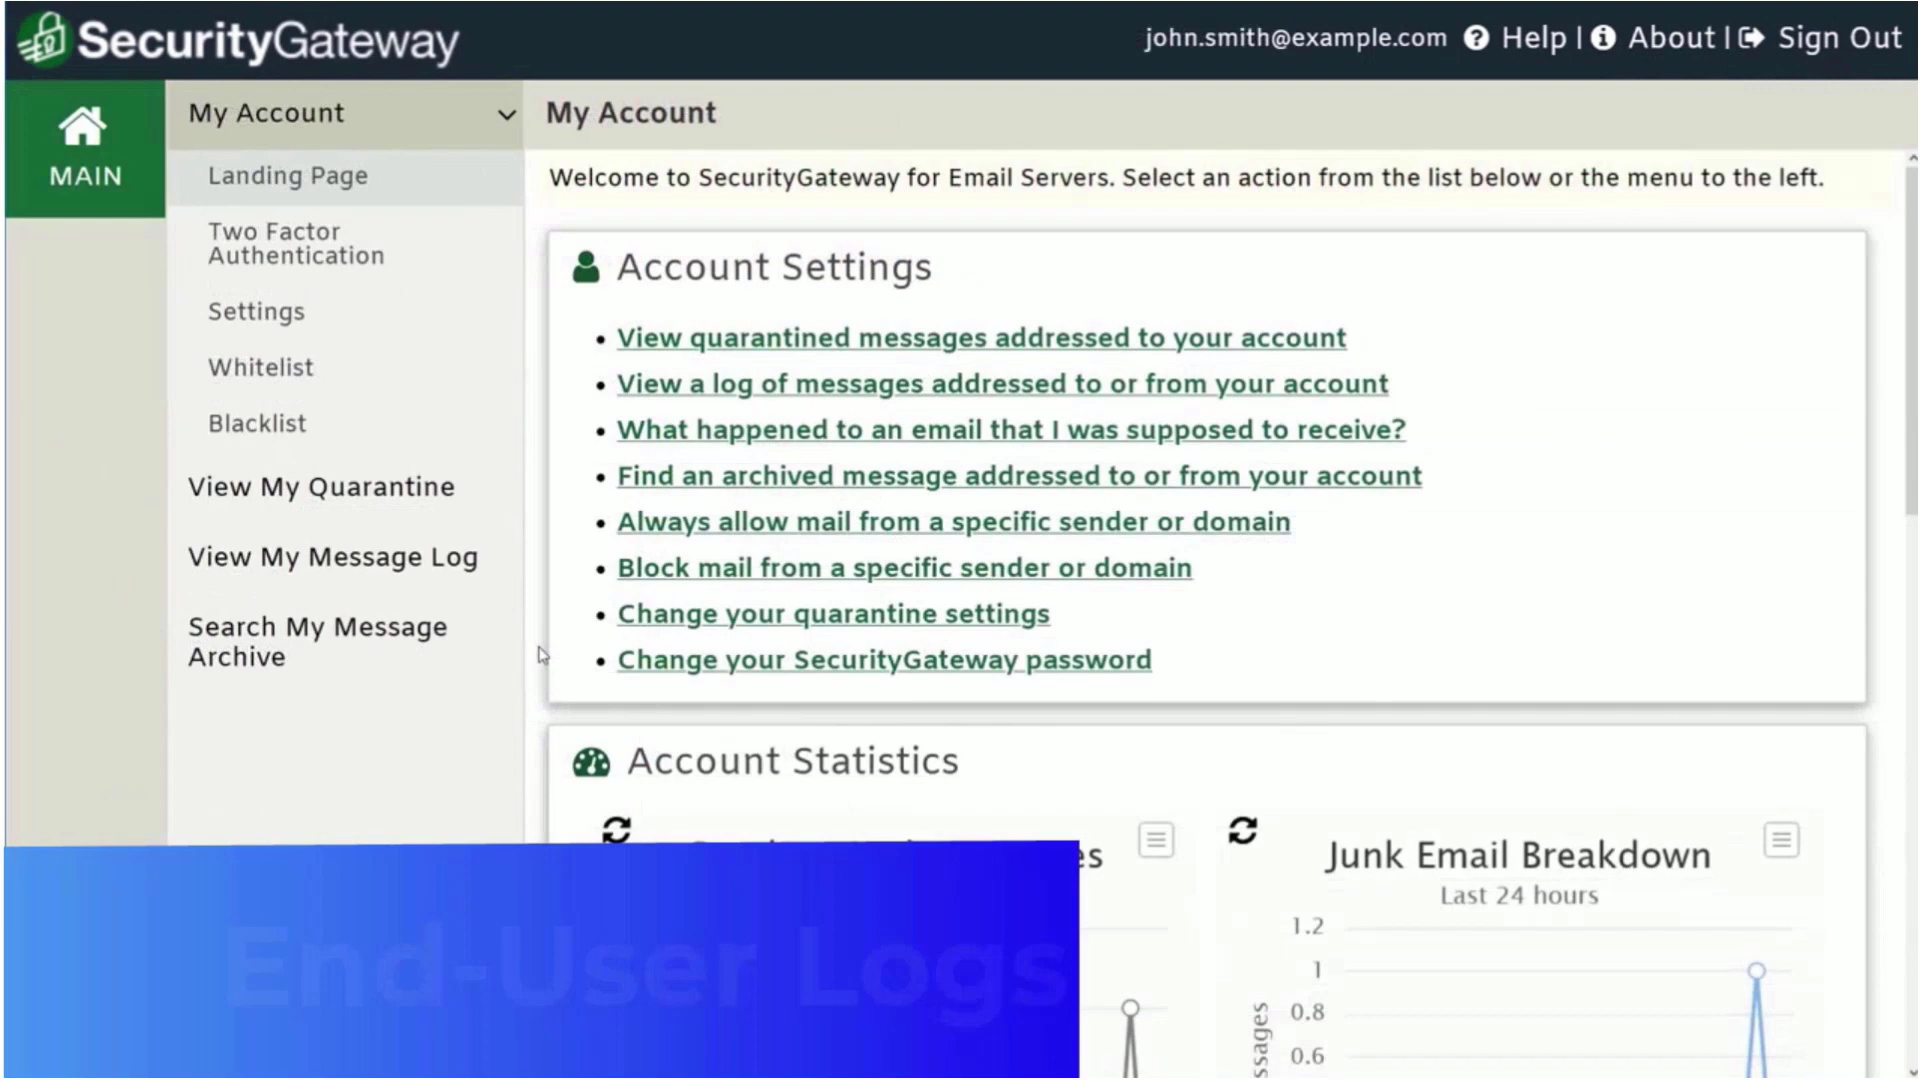 SecurityGateway
john.smith@example.com Help | About | Sign Out
MAIN
My Account
Landing Page
Two Factor
Authentication
Settings
Whitelist
Blacklist
View My Quarantine
View My Message Log
Search My Message
Archive
My Account
Welcome to SecurityGateway for Email Servers. Select an action from the list below or the menu to the left.
Account Settings
• View quarantined messages addressed to your account
• View a log of messages addressed to or from your account
• What happened to an email that I was supposed to receive?
• Find an archived message addressed to or from your account
• Always allow mail from a specific sender or domain
• Block mail from a specific sender or domain
• Change your quarantine settings
• Change your SecurityGateway password
Account Statistics
Junk Email Breakdown
Last 24 hours
1.2
1
0.8
0.6
End-User Logs